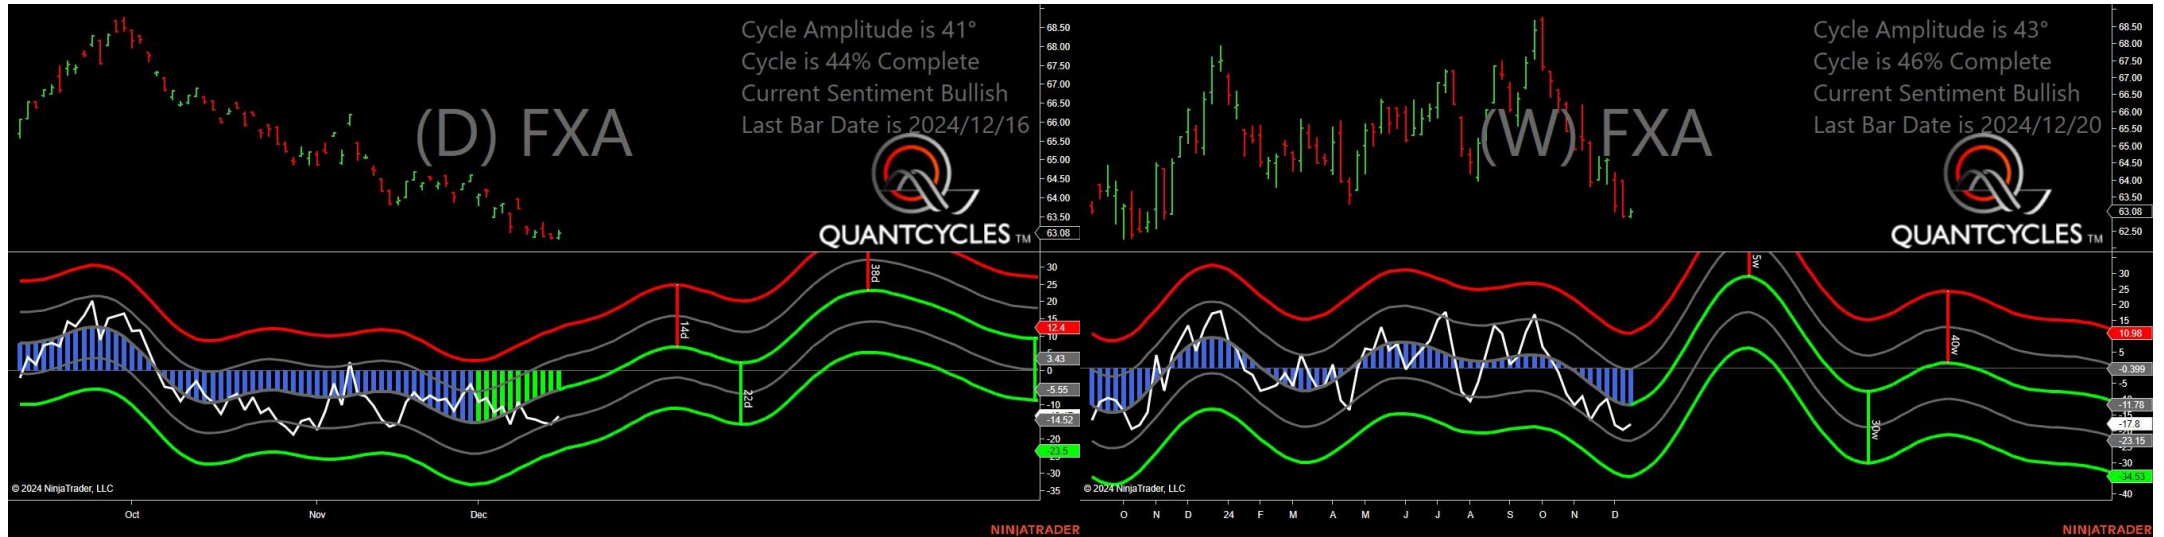 Cycle Amplitude is 41°
Cycle is 44% Complete
Current Sentiment Bullish
Last Bar Date is 2024/12/16
(D) FXA
QUANTCYCLES TM
68.50
68.00
67.50
67.00
66.50
66.00
65.50
65.00
64.50
64.00
63.50
63.08
38d
14d
22d
30
25
20
15
12.4
10
5
3.43
0
-5.55
-10
-14.52
-20
-23.5
-25
-30
-35
© 2024 NinjaTrader, LLC
Oct
Nov
Dec
NINJATRADER
Cycle Amplitude is 43°
Cycle is 46% Complete
Current Sentiment Bullish
Last Bar Date is 2024/12/20
(W) FXA
QUANTCYCLES TM
68.50
68.00
67.50
67.00
66.50
66.00
65.50
65.00
64.50
64.00
63.50
63.08
62.50
5w
40w
30w
30
25
20
15
10.98
5
-0.399
-5
-11.78
-15
-17.8
-23.15
-30
-34.53
-40
© 2024 NinjaTrader, LLC
O N D 24 F M A M J J A S O N D
NINJATRADER